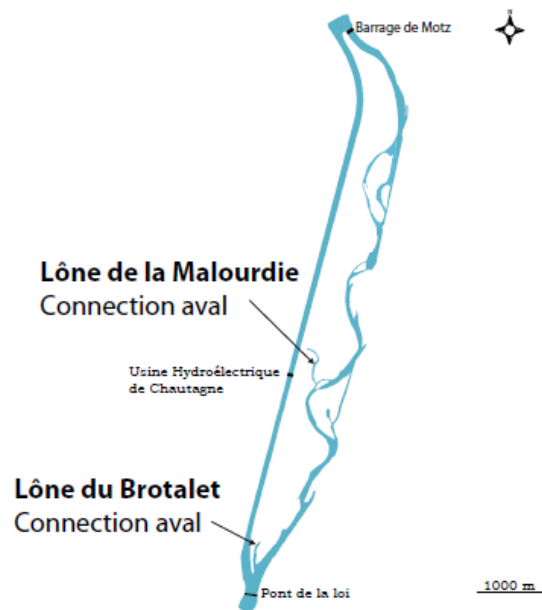 Barrage de Motz
Lône de la Malourdie
Connection aval
Usine Hydroélectrique
de Chautagne
Lône du Brotalet
Connection aval
Pont de la loi
1000 m